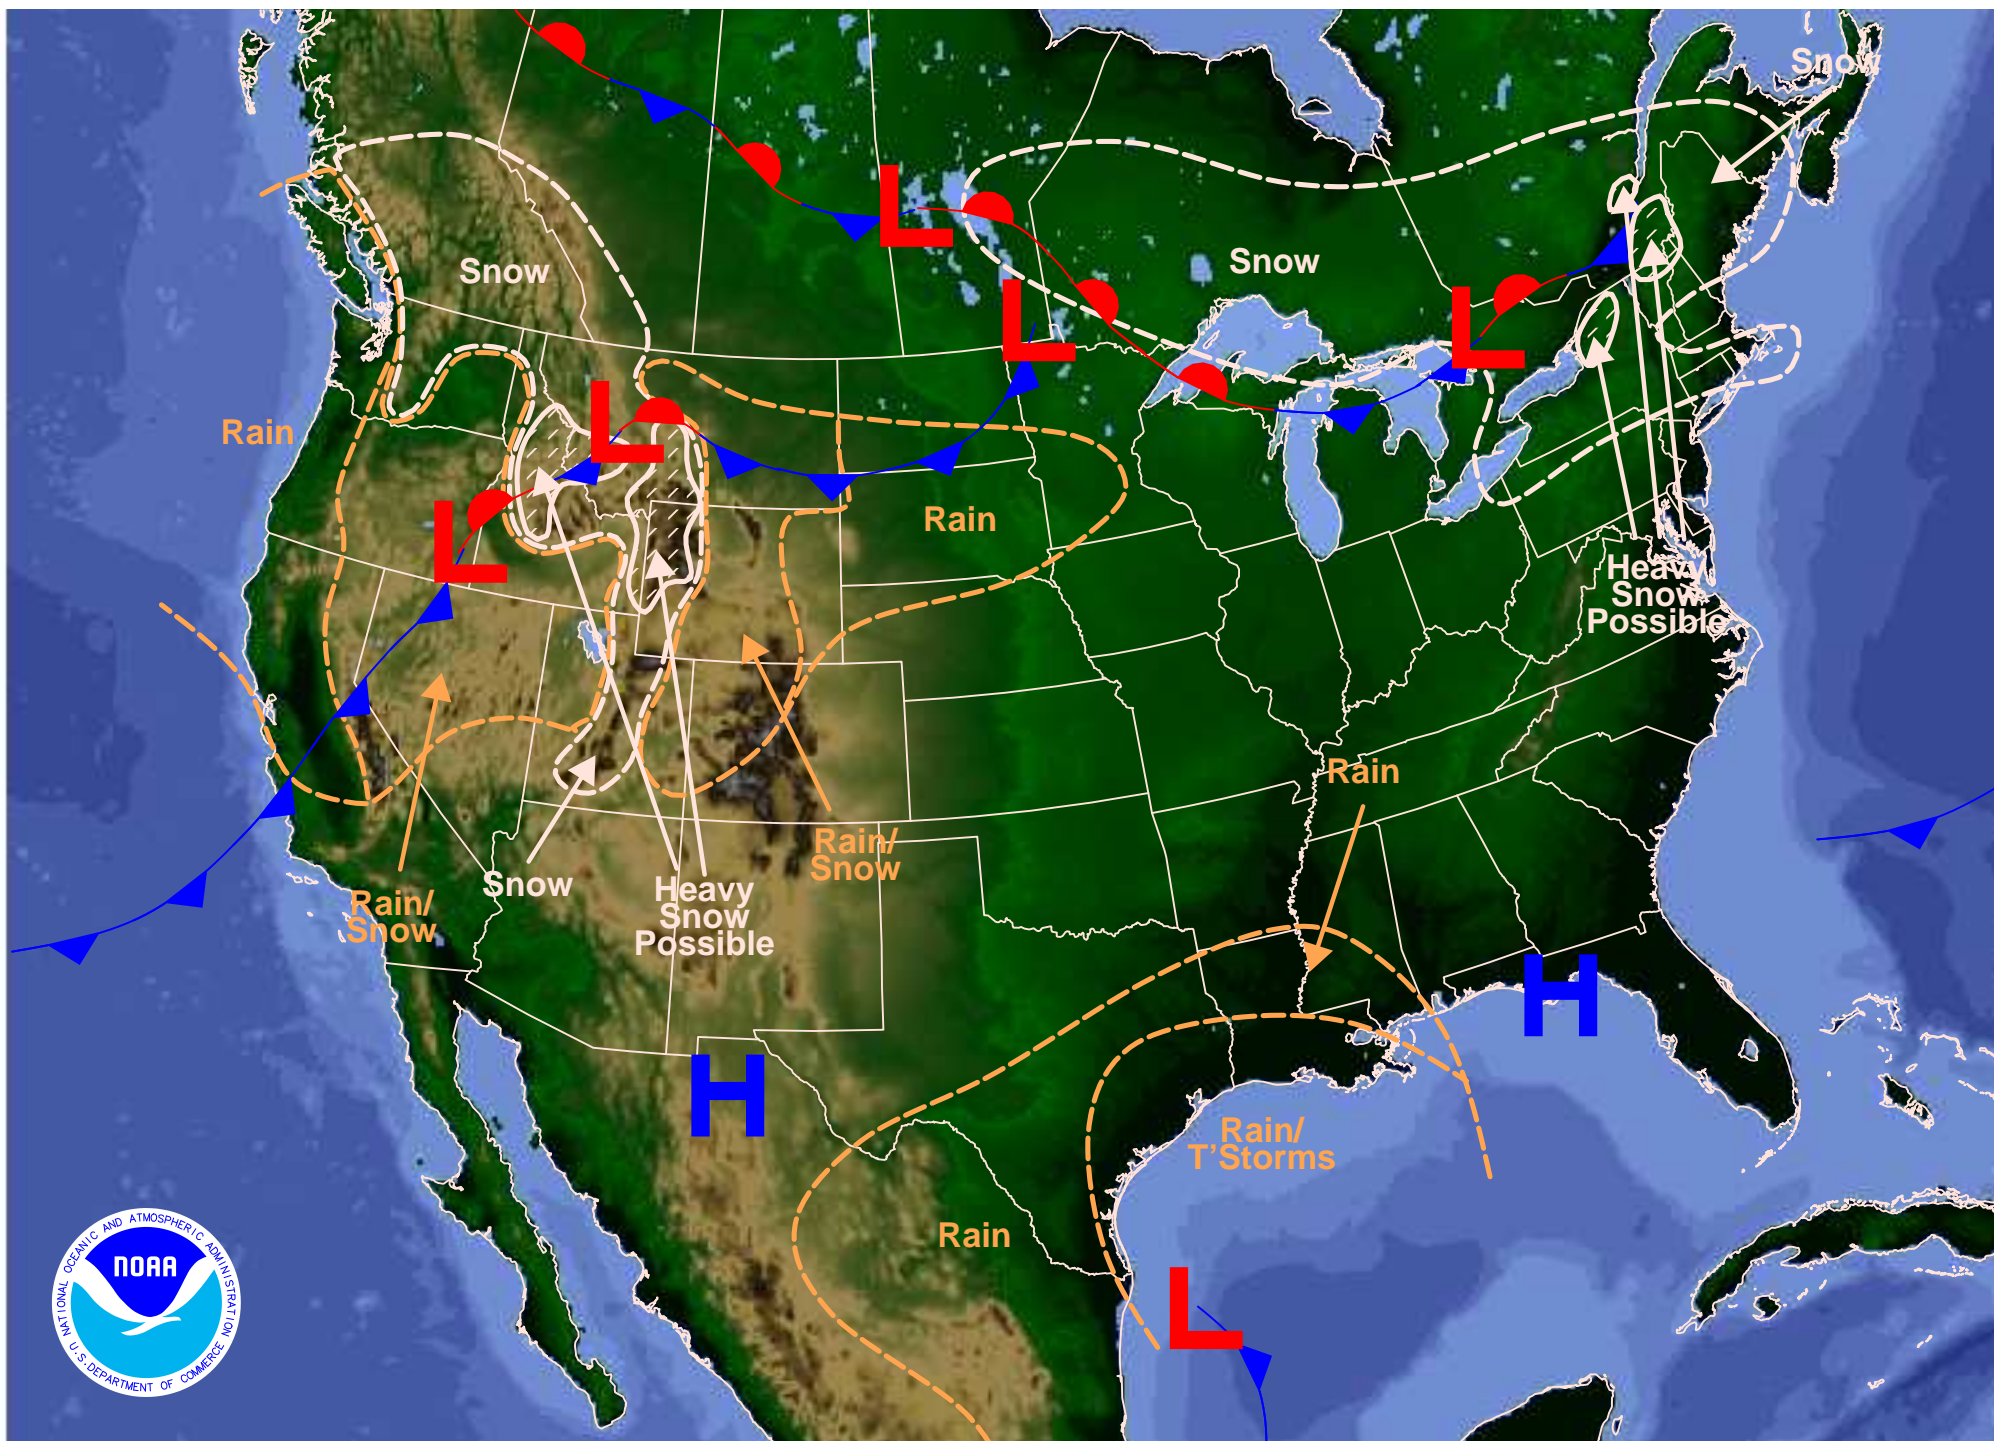 Snow
L
Snow
Snow
L
L
L
L
Rain
L
Rain
Heavy
Snow
Possible
Rain
Rain/
Snow
Snow
Heavy
Snow
Possible
Rain/
Snow
H
H
Rain/
T'Storms
Rain
L
NOAA
NATIONAL OCEANIC AND ATMOSPHERIC ADMINISTRATION
U.S. DEPARTMENT OF COMMERCE